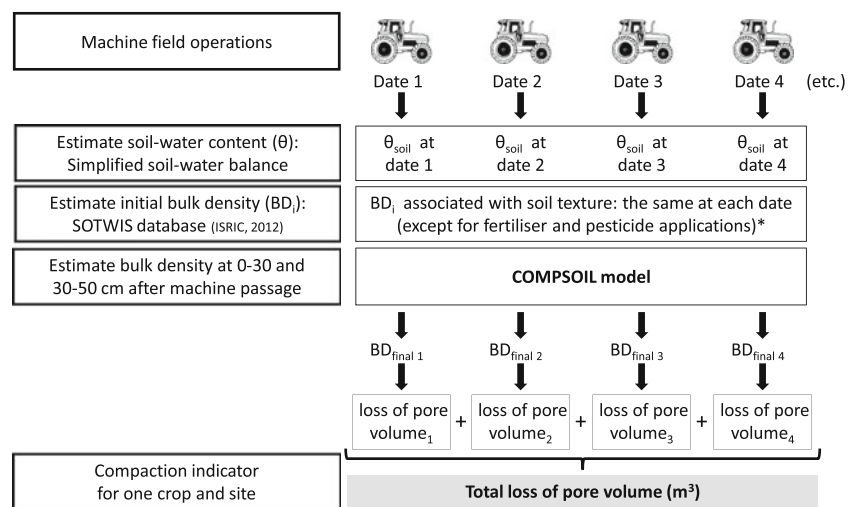 Machine field operations
Date 1 Date 2 Date 3 Date 4 (etc.)
Estimate soil-water content (θ):
Simplified soil-water balance
θsoil at θsoil at θsoil at θsoil at
date 1 date 2 date 3 date 4
Estimate initial bulk density (BDi):
SOTWIS database (ISRIC, 2012)
BDi associated with soil texture: the same at each date
(except for fertiliser and pesticide applications)*
Estimate bulk density at 0-30 and
30-50 cm after machine passage
COMPSOIL model
BDfinal 1 BDfinal 2 BDfinal 3 BDfinal 4
loss of pore + loss of pore + loss of pore + loss of pore
volume1 volume2 volume3 volume4
Compaction indicator
for one crop and site
Total loss of pore volume (m³)